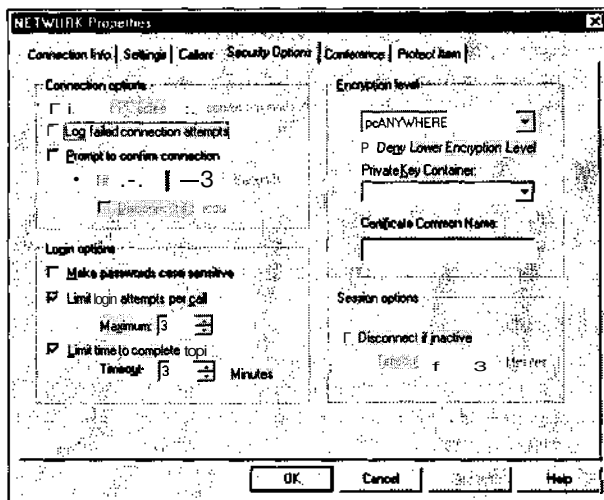 NETWORK Properties
Connection Info.
Settings
Callers
Security Options
Conference
Protect Item
Connection options
Log failed connection attempts
Prompt to confirm connection
3
Login options
Make passwords case sensitive
Limit login attempts per call
Maximum: 3
Limit time to complete topi
Timeout: 3 Minutes
Encryption level:
pcANYWHERE
Deny Lower Encryption Level
Private Key Container:
Certificate Common Name:
Session options
Disconnect if inactive
3
OK
Cancel
Help